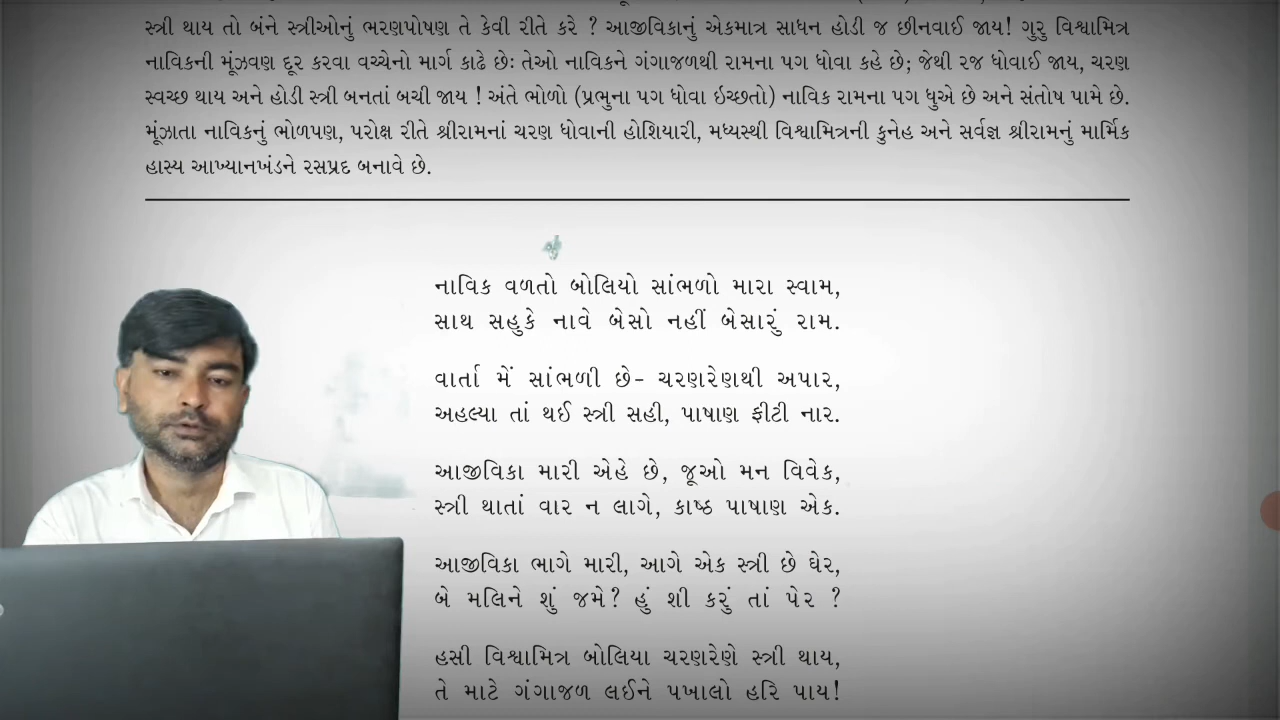 સ્ત્રી થાય તો બંને સ્ત્રીઓનું ભરણપોષણ તે કેવી રીતે કરે ? આજીવિકાનું એકમાત્ર સાધન હોડી જ છીનવાઈ જાય! ગુરુ વિશ્વામિત્ર
નાવિકની મૂંઝવણ દૂર કરવા વચ્ચેનો માર્ગ કાઢે છેઃ તેઓ નાવિકને ગંગાજળથી રામના પગ ધોવા કહે છે; જેથી રજ ધોવાઈ જાય, ચરણ
સ્વચ્છ થાય અને હોડી સ્ત્રી બનતાં બચી જાય ! અંતે ભોળો (પ્રભુના પગ ધોવા ઇચ્છતો) નાવિક રામના પગ ધુએ છે અને સંતોષ પામે છે.
મૂંઝાતા નાવિકનું ભોળપણ, પરોક્ષ રીતે શ્રીરામનાં ચરણ ધોવાની હોશિયારી, મધ્યસ્થી વિશ્વામિત્રની કુનેહ અને સર્વજ્ઞ શ્રીરામનું માર્મિક
હાસ્ય આખ્યાનખંડને રસપ્રદ બનાવે છે.
નાવિક વળતો બોલિયો સાંભળો મારા સ્વામ,
સાથ સહુકે નાવે બેસો નહીં બેસારું રામ.
વાર્તા મેં સાંભળી છે- ચરણરેણથી અપાર,
અહલ્યા તાં થઈ સ્ત્રી સહી, પાષાણ ફીટી નાર.
આજીવિકા મારી એહે છે, જૂઓ મન વિવેક,
સ્ત્રી થાતાં વાર ન લાગે, કાષ્ઠ પાષાણ એક.
આજીવિકા ભાગે મારી, આગે એક સ્ત્રી છે ઘેર,
બે મલિને શું જમે? હું શી કરું તાં પેર ?
હસી વિશ્વામિત્ર બોલિયા ચરણરેણે સ્ત્રી થાય,
તે માટે ગંગાજળ લઈને પખાલો હરિ પાય!